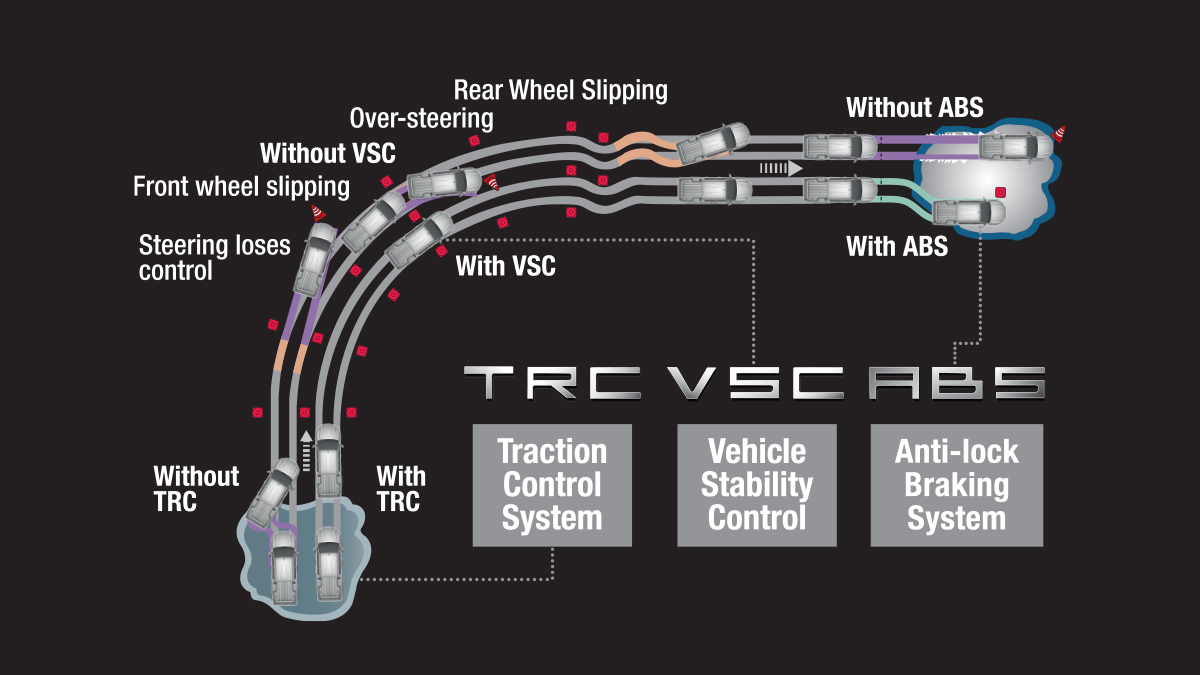 Rear Wheel Slipping
Over-steering
Without VSC
Front wheel slipping
Steering loses
control
With VSC
Without ABS
With ABS
Without
TRC
With
TRC
TRC VSC ABS
Traction
Control
System
Vehicle
Stability
Control
Anti-lock
Braking
System